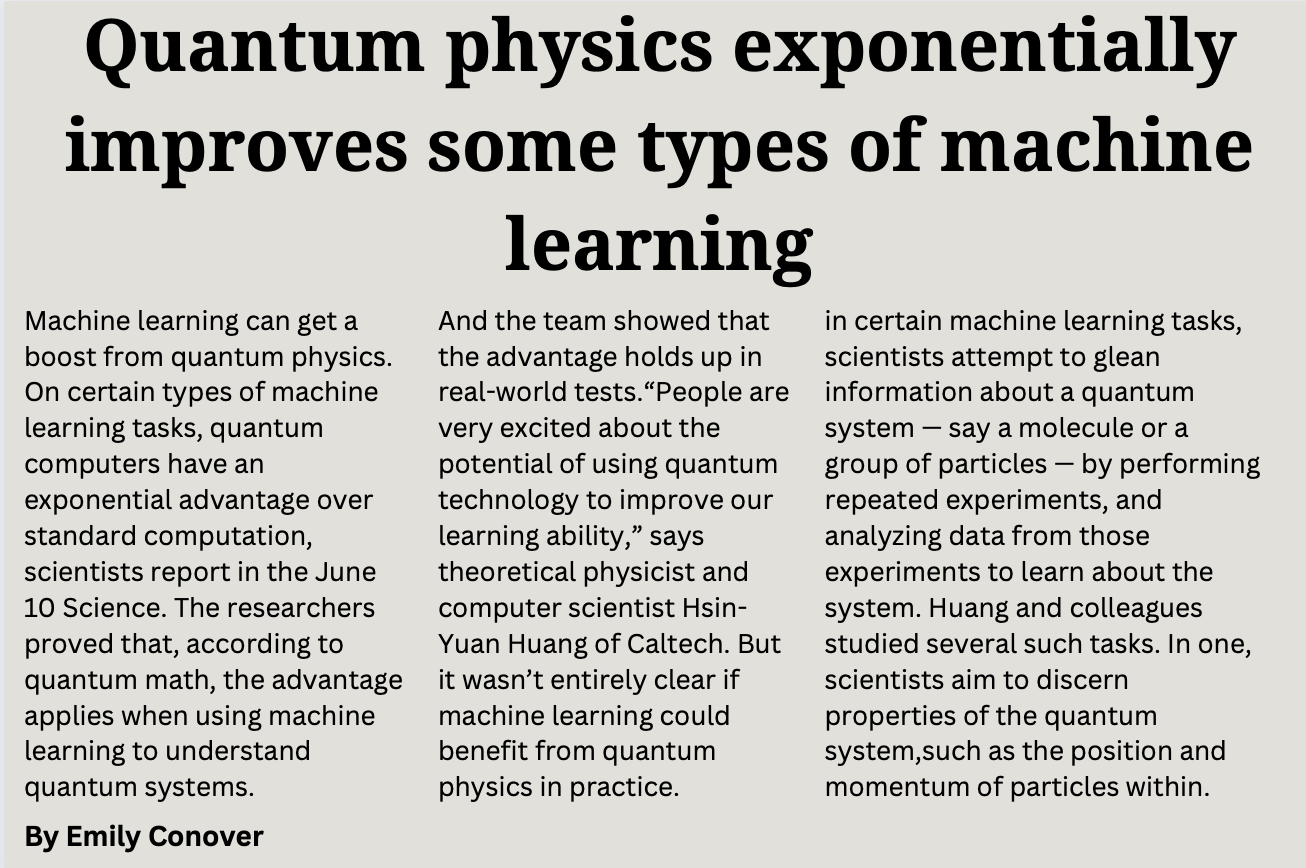 Quantum physics exponentially
improves some types of machine
learning
Machine learning can get a
boost from quantum physics.
On certain types of machine
learning tasks, quantum
computers have an
exponential advantage over
standard computation,
scientists report in the June
10 Science. The researchers
proved that, according to
quantum math, the advantage
applies when using machine
learning to understand
quantum systems.
By Emily Conover
And the team showed that
the advantage holds up in
real-world tests.“People are
very excited about the
potential of using quantum
technology to improve our
learning ability,” says
theoretical physicist and
computer scientist Hsin-
Yuan Huang of Caltech. But
it wasn’t entirely clear if
machine learning could
benefit from quantum
physics in practice.
in certain machine learning tasks,
scientists attempt to glean
information about a quantum
system — say a molecule or a
group of particles — by performing
repeated experiments, and
analyzing data from those
experiments to learn about the
system. Huang and colleagues
studied several such tasks. In one,
scientists aim to discern
properties of the quantum
system,such as the position and
momentum of particles within.